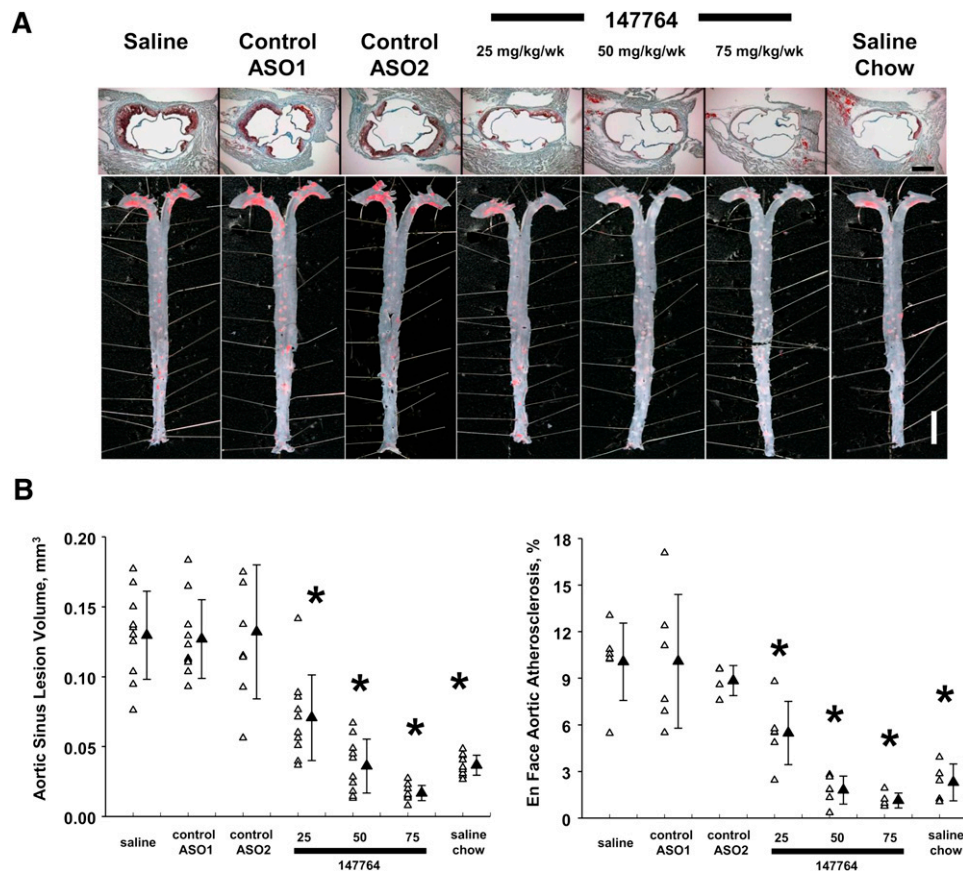 A
147764
Saline
Control
ASO1
Control
ASO2
25 mg/kg/wk
50 mg/kg/wk
75 mg/kg/wk
Saline
Chow
B
Aortic Sinus Lesion Volume, mm³
0.20
0.15
0.10
0.05
0.00
*
*
*
*
saline
control
ASO1
control
ASO2
25
50
75
saline
chow
147764
En Face Aortic Atherosclerosis, %
18
15
12
9
6
3
0
*
*
*
*
saline
control
ASO1
control
ASO2
25
50
75
saline
chow
147764